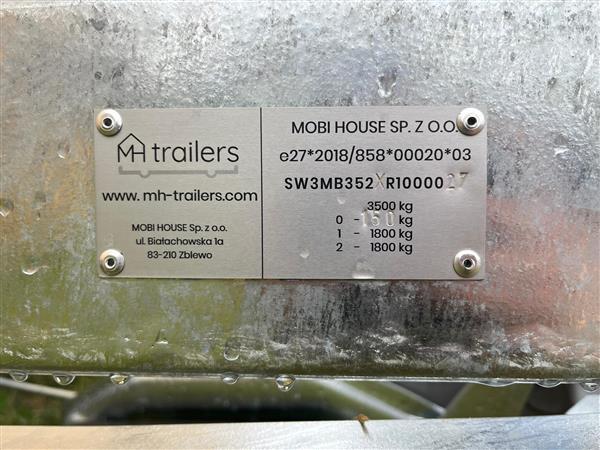 MH trailers
www.mh-trailers.com
MOBI HOUSE Sp. z o.o.
ul. Białachowska 1a
83-210 Zblewo
MOBI HOUSE SP. Z O.O.
e27*2018/858*00020*03
SW3MB352XR1000027
3500 kg
0 - 150 kg
1 - 1800 kg
2 - 1800 kg